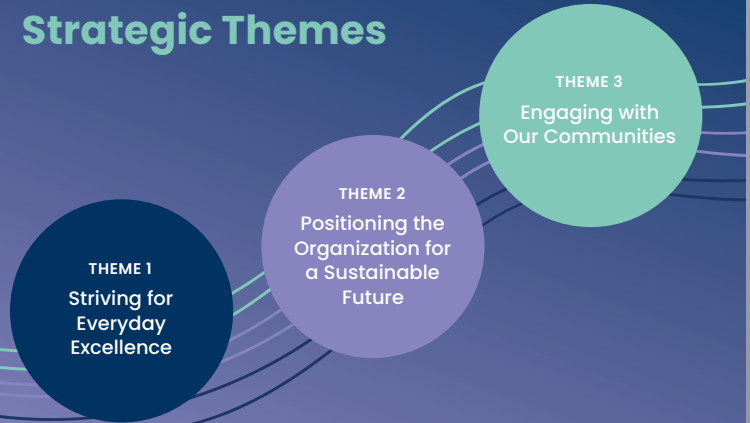 Strategic Themes
THEME 1
Striving for
Everyday
Excellence
THEME 2
Positioning the
Organization for
a Sustainable
Future
THEME 3
Engaging with
Our Communities